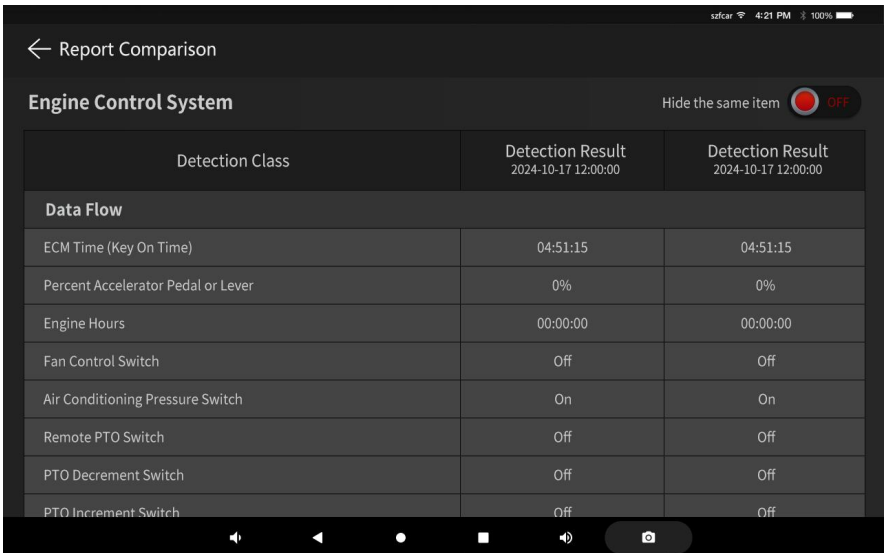 szfcar 4:21 PM 100%
Report Comparison
Engine Control System
Hide the same item OFF
Detection Class
Detection Result
2024-10-17 12:00:00
Detection Result
2024-10-17 12:00:00
Data Flow
ECM Time (Key On Time) 04:51:15 04:51:15
Percent Accelerator Pedal or Lever 0% 0%
Engine Hours 00:00:00 00:00:00
Fan Control Switch Off Off
Air Conditioning Pressure Switch On On
Remote PTO Switch Off Off
PTO Decrement Switch Off Off
PTO Increment Switch Off Off